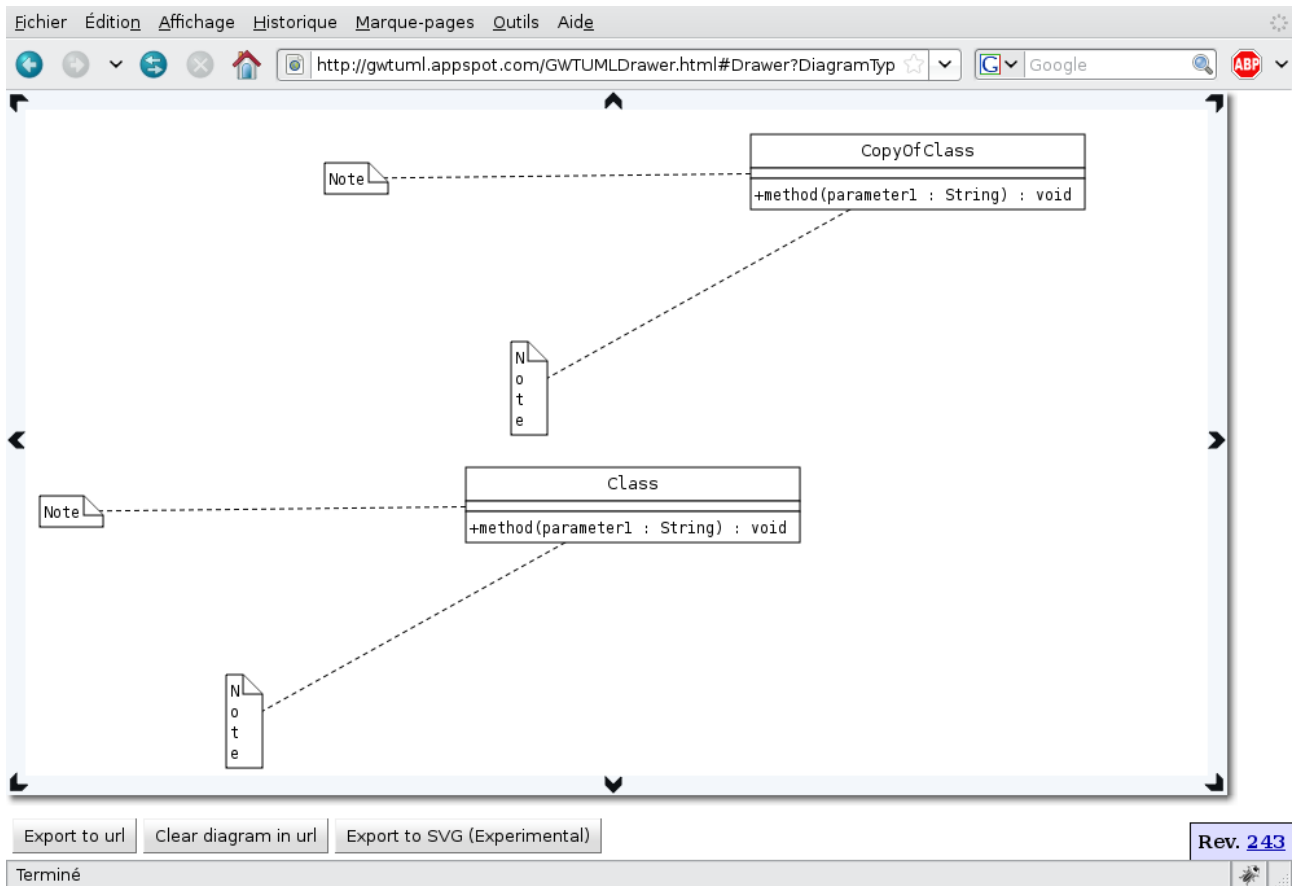 Fichier Édition Affichage Historique Marque-pages Outils Aide
http://gwtuml.appspot.com/GWTUMLDrawer.html#Drawer?DiagramTyp G Google ABP
CopyOfClass
Note
+method(parameter1 : String) : void
N
o
t
e
Class
Note
+method(parameter1 : String) : void
N
o
t
e
Export to url Clear diagram in url Export to SVG (Experimental)
Rev. 243
Terminé